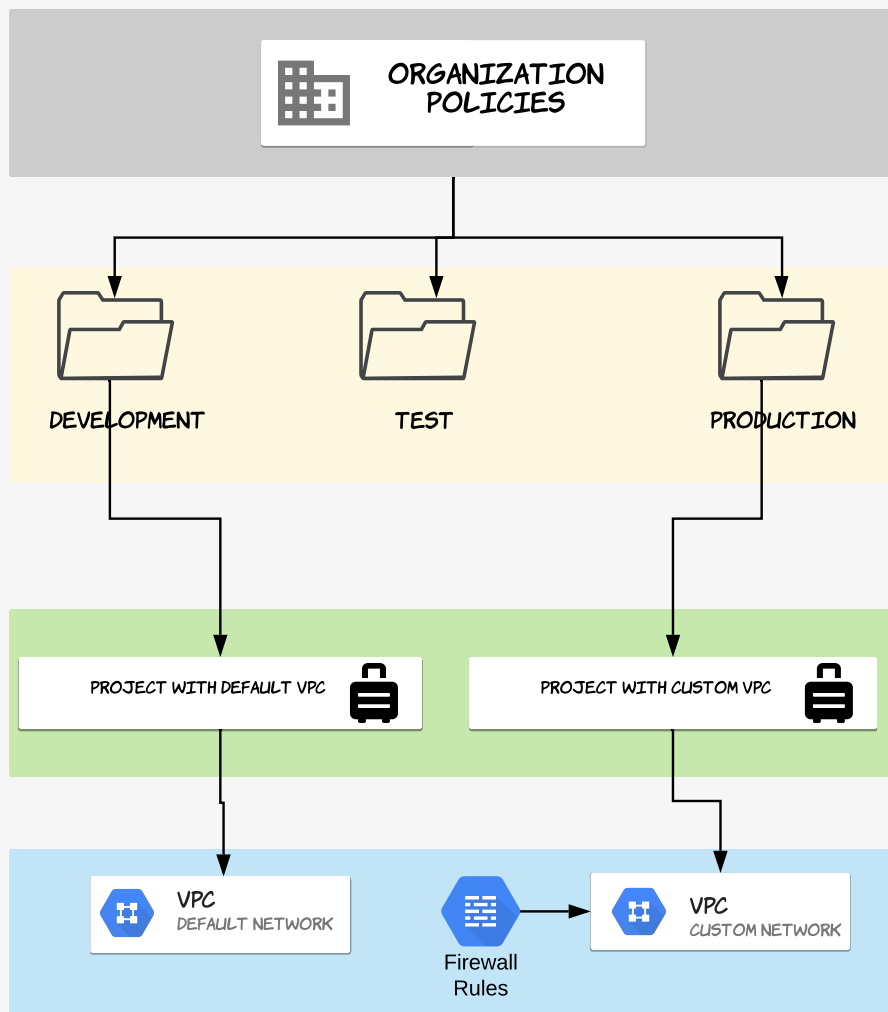 ORGANIZATION
POLICIES
DEVELOPMENT
TEST
PRODUCTION
PROJECT WITH DEFAULT VPC
PROJECT WITH CUSTOM VPC
VPC
DEFAULT NETWORK
Firewall
Rules
VPC
CUSTOM NETWORK